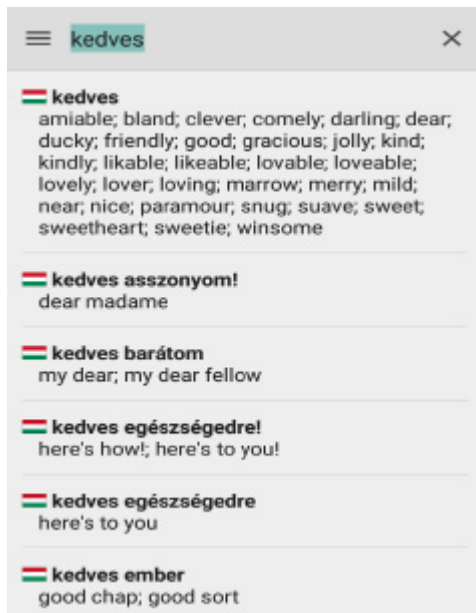 kedves
kedves
amiable; bland; clever; comely; darling; dear;
ducky; friendly; good; gracious; jolly; kind;
kindly; likable; likeable; lovable; loveable;
lovely; lover; loving; marrow; merry; mild;
near; nice; paramour; snug; suave; sweet;
sweetheart; sweetie; winsome
kedves asszonyom!
dear madame
kedves barátom
my dear; my dear fellow
kedves egészségedre!
here's how!; here's to you!
kedves egészségedre
here's to you
kedves ember
good chap; good sort